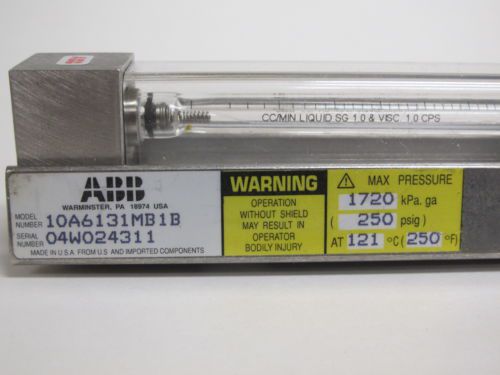 CC/MIN LIQUID SG 1.0 & VISC 1.0 CPS
ABB
WARMINSTER, PA 18974 USA
MODEL NUMBER 10A6131MB1B
SERIAL NUMBER 04W024311
MADE IN U.S.A. FROM U.S AND IMPORTED COMPONENTS
WARNING
OPERATION
WITHOUT SHIELD
MAY RESULT IN
OPERATOR
BODILY INJURY
MAX PRESSURE
1720 kPa. ga
( 250 psig)
AT 121 °C ( 250 °F)